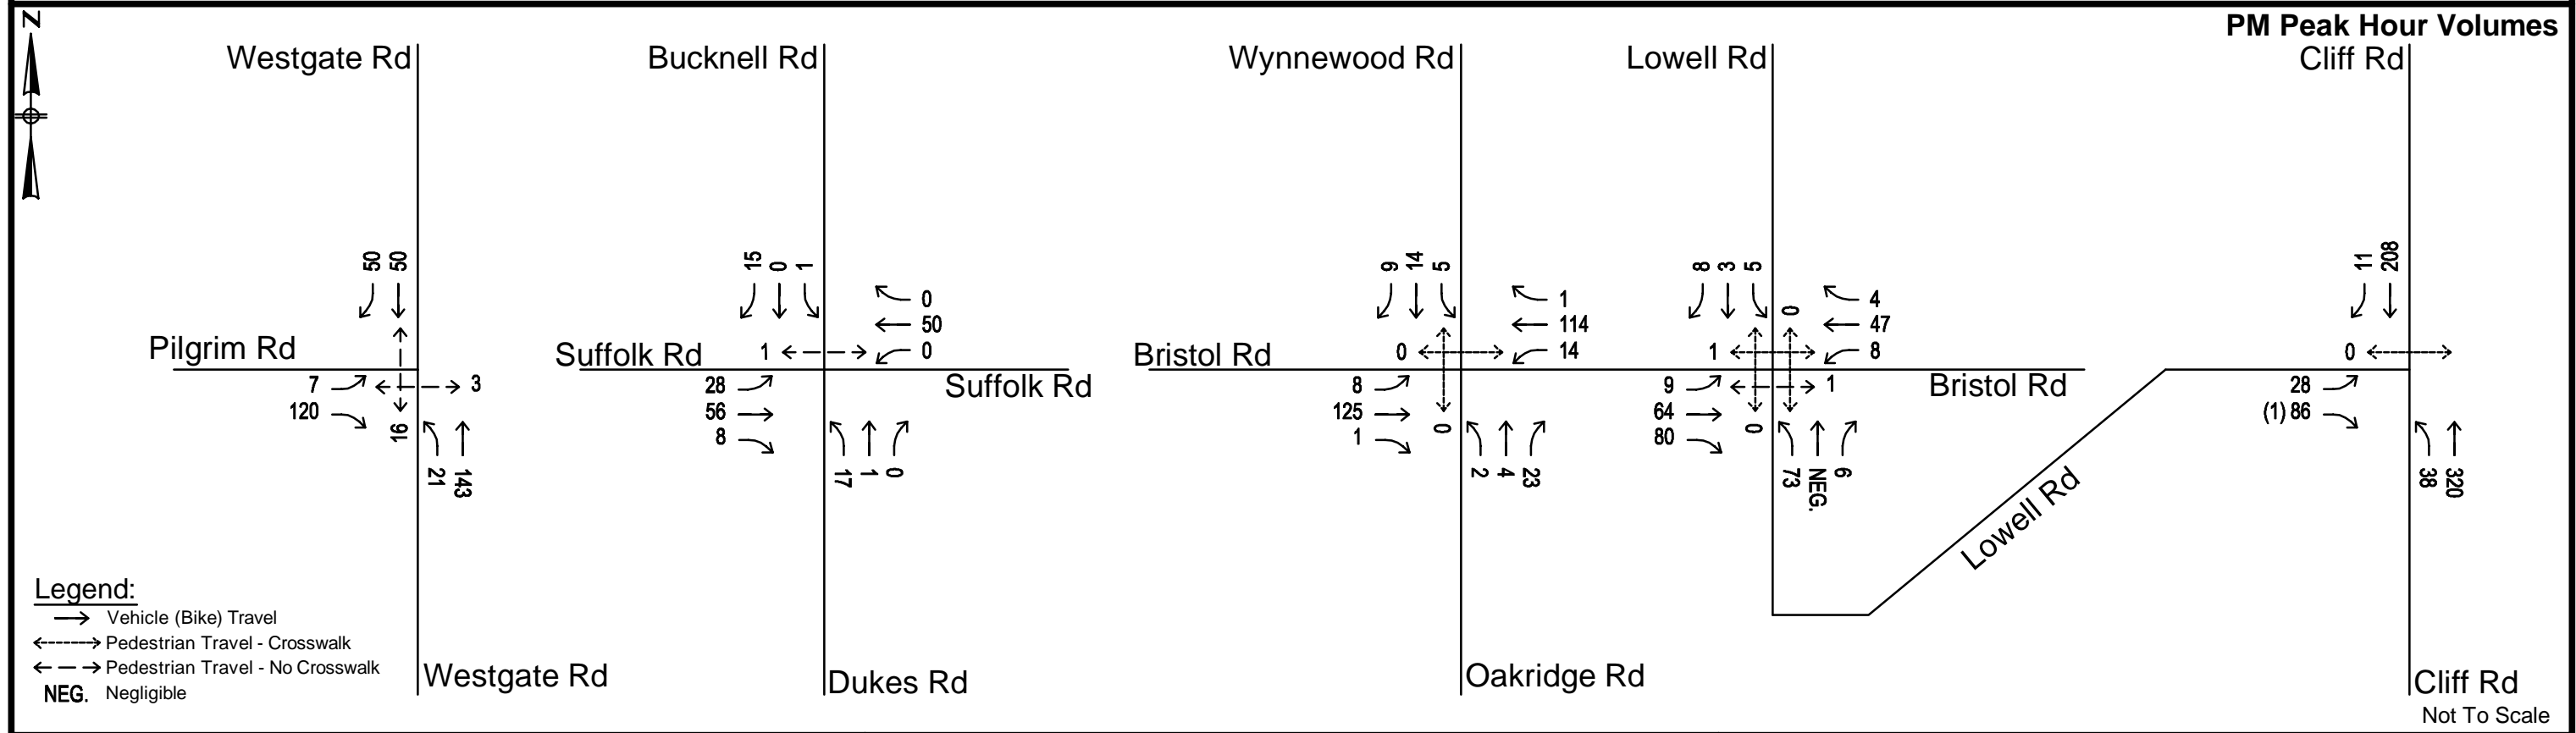 N
PM Peak Hour Volumes
Westgate Rd
Bucknell Rd
Wynnewood Rd
Lowell Rd
Cliff Rd
50 50
Pilgrim Rd
7
120
3
16
21 143
Westgate Rd
15 0 1
0
50
0
1
Suffolk Rd
Suffolk Rd
28
56
8
17 1 0
Dukes Rd
9 14 5
1
114
14
0
Bristol Rd
8
125
1
0
2 4 23
Oakridge Rd
8 3 5
0
4
47
8
1
9
64
80
1
0
73 NEG. 6
Bristol Rd
Lowell Rd
11 208
0
28
(1) 86
38 320
Cliff Rd
Legend:
Vehicle (Bike) Travel
Pedestrian Travel - Crosswalk
Pedestrian Travel - No Crosswalk
NEG. Negligible
Not To Scale